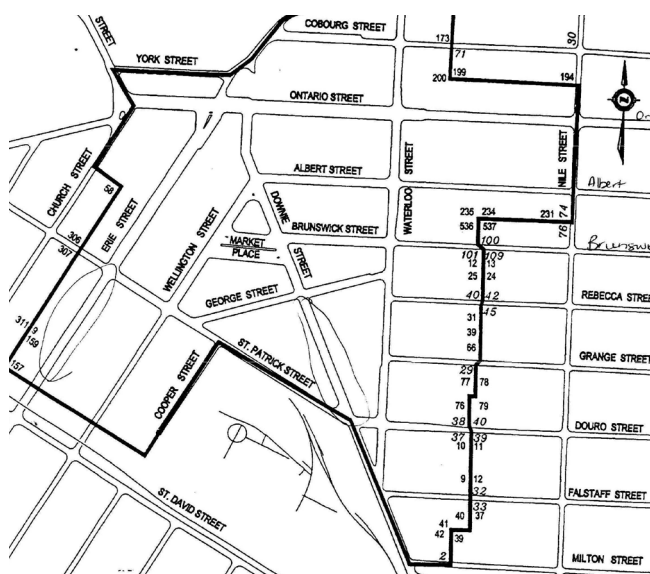 COBOURG STREET
STREET
30
173
71
YORK STREET
199
200
194
ONTARIO STREET
N
ALBERT STREET
WATERLOO STREET
NILE STREET
Albert
CHURCH STREET
56
ERIE STREET
WELLINGTON STREET
DOWNIE STREET
235 234
231 74
536 537
76
BRUNSWICK STREET
100
306
307
MARKET PLACE
101 109
12 13
25 24
GEORGE STREET
40 42
REBECCA STREE
45
31
311 9
159
39
ST. PATRICK STREET
66
GRANGE STREET
157
29
COOPER STREET
77 78
76 79
38 40
DOURO STREET
37 39
10 11
9 12
32
ST. DAVID STREET
FALSTAFF STREET
33
40 37
41
42 39
2
MILTON STREET